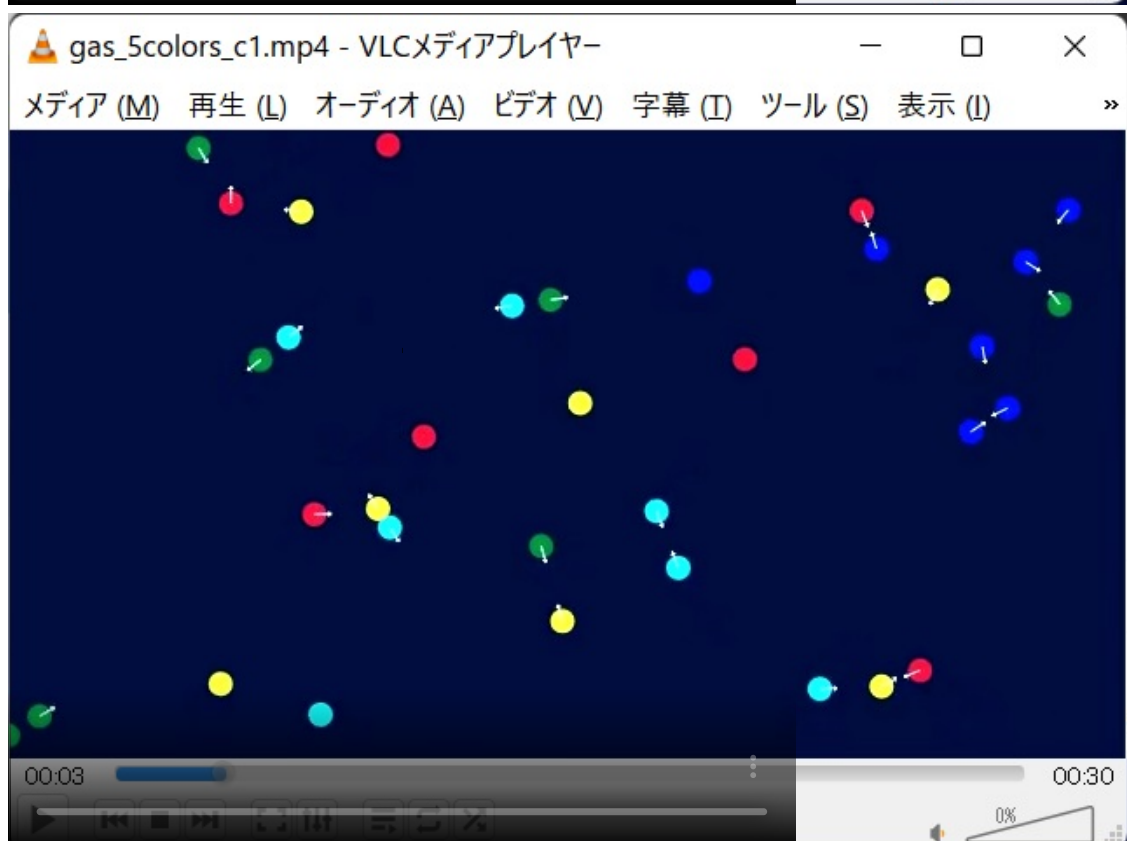 gas_5colors_c1.mp4 - VLCメディアプレイヤー
メディア (M) 再生 (L) オーディオ (A) ビデオ (V) 字幕 (T) ツール (S) 表示 (I) »
00:03 00:30
0%